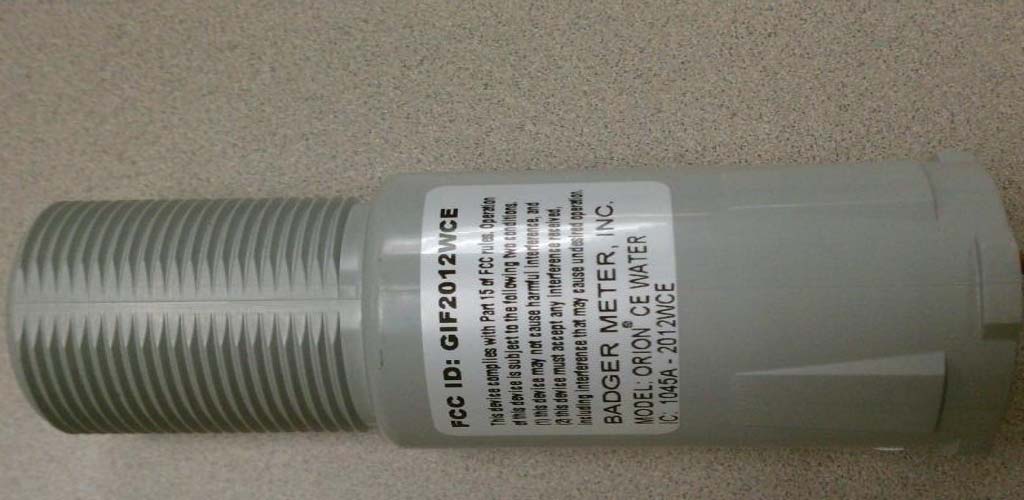 FCC ID: GIF2012WCE
This device complies with Part 15 of FCC rules. Operation
of this device is subject to the following two conditions.
(1) this device may not cause harmful interference, and
(2) this device must accept any interference received,
including interference that may cause undesired operation.
BADGER METER, INC.
MODEL: ORION® CE WATER
IC: 1045A - 2012WCE